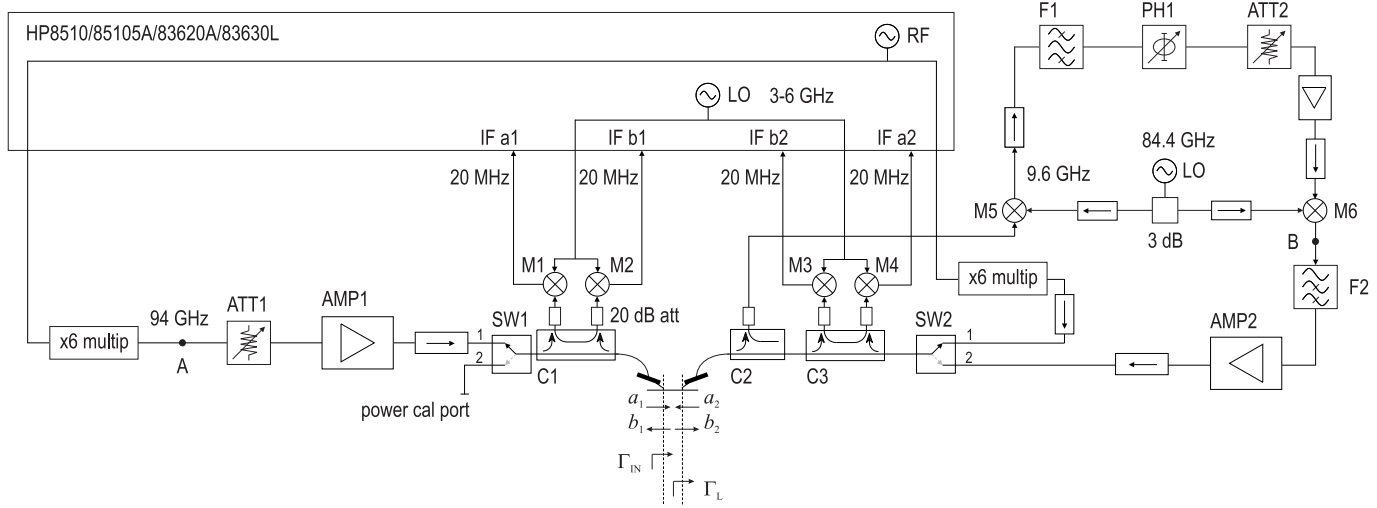 F1 PH1 ATT2
HP8510/85105A/83620A/83630L
RF
LO 3-6 GHz
IF a1 IF b1 IF b2 IF a2
84.4 GHz
20 MHz 20 MHz 20 MHz 20 MHz
9.6 GHz
LO
M5 M6
3 dB
B
M1 M2 M3 M4
x6 multip
F2
94 GHz ATT1 AMP1
20 dB att
SW1 SW2
AMP2
x6 multip
1
2
1
2
A
C1 C2 C3
power cal port
a1 a2
b1 b2
ΓIN
ΓL